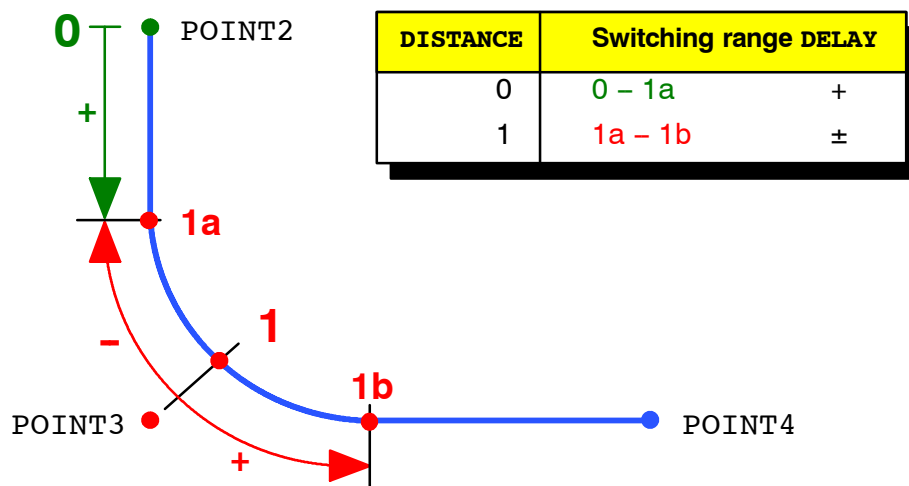 0 POINT2
DISTANCE Switching range DELAY
0 0 – 1a +
1 1a – 1b ±
+
1a
1
–
1b
POINT3 POINT4
+